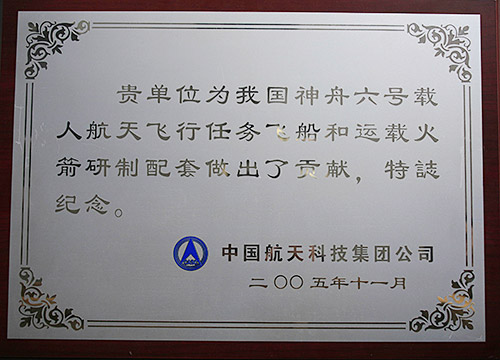 贵单位为我国神舟六号载
人航天飞行任务飞船和运载火
箭研制配套做出了贡献，特誌
纪念。
中国航天科技集团公司
二〇〇五年十一月